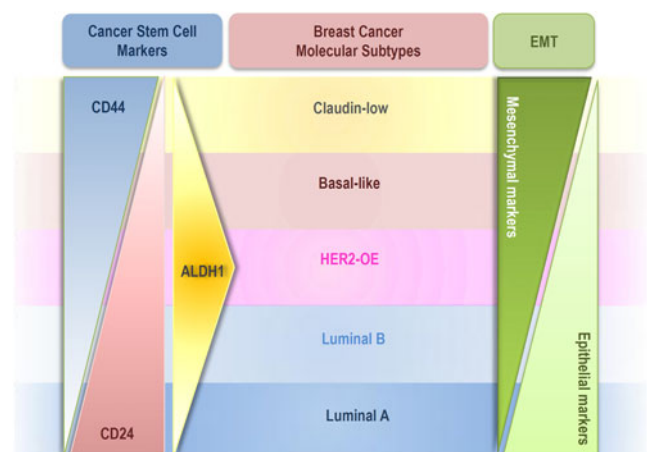 Cancer Stem Cell
Markers
Breast Cancer
Molecular Subtypes
EMT
CD44
Claudin-low
Mesenchymal markers
Basal-like
ALDH1
HER2-OE
Luminal B
Epithelial markers
Luminal A
CD24